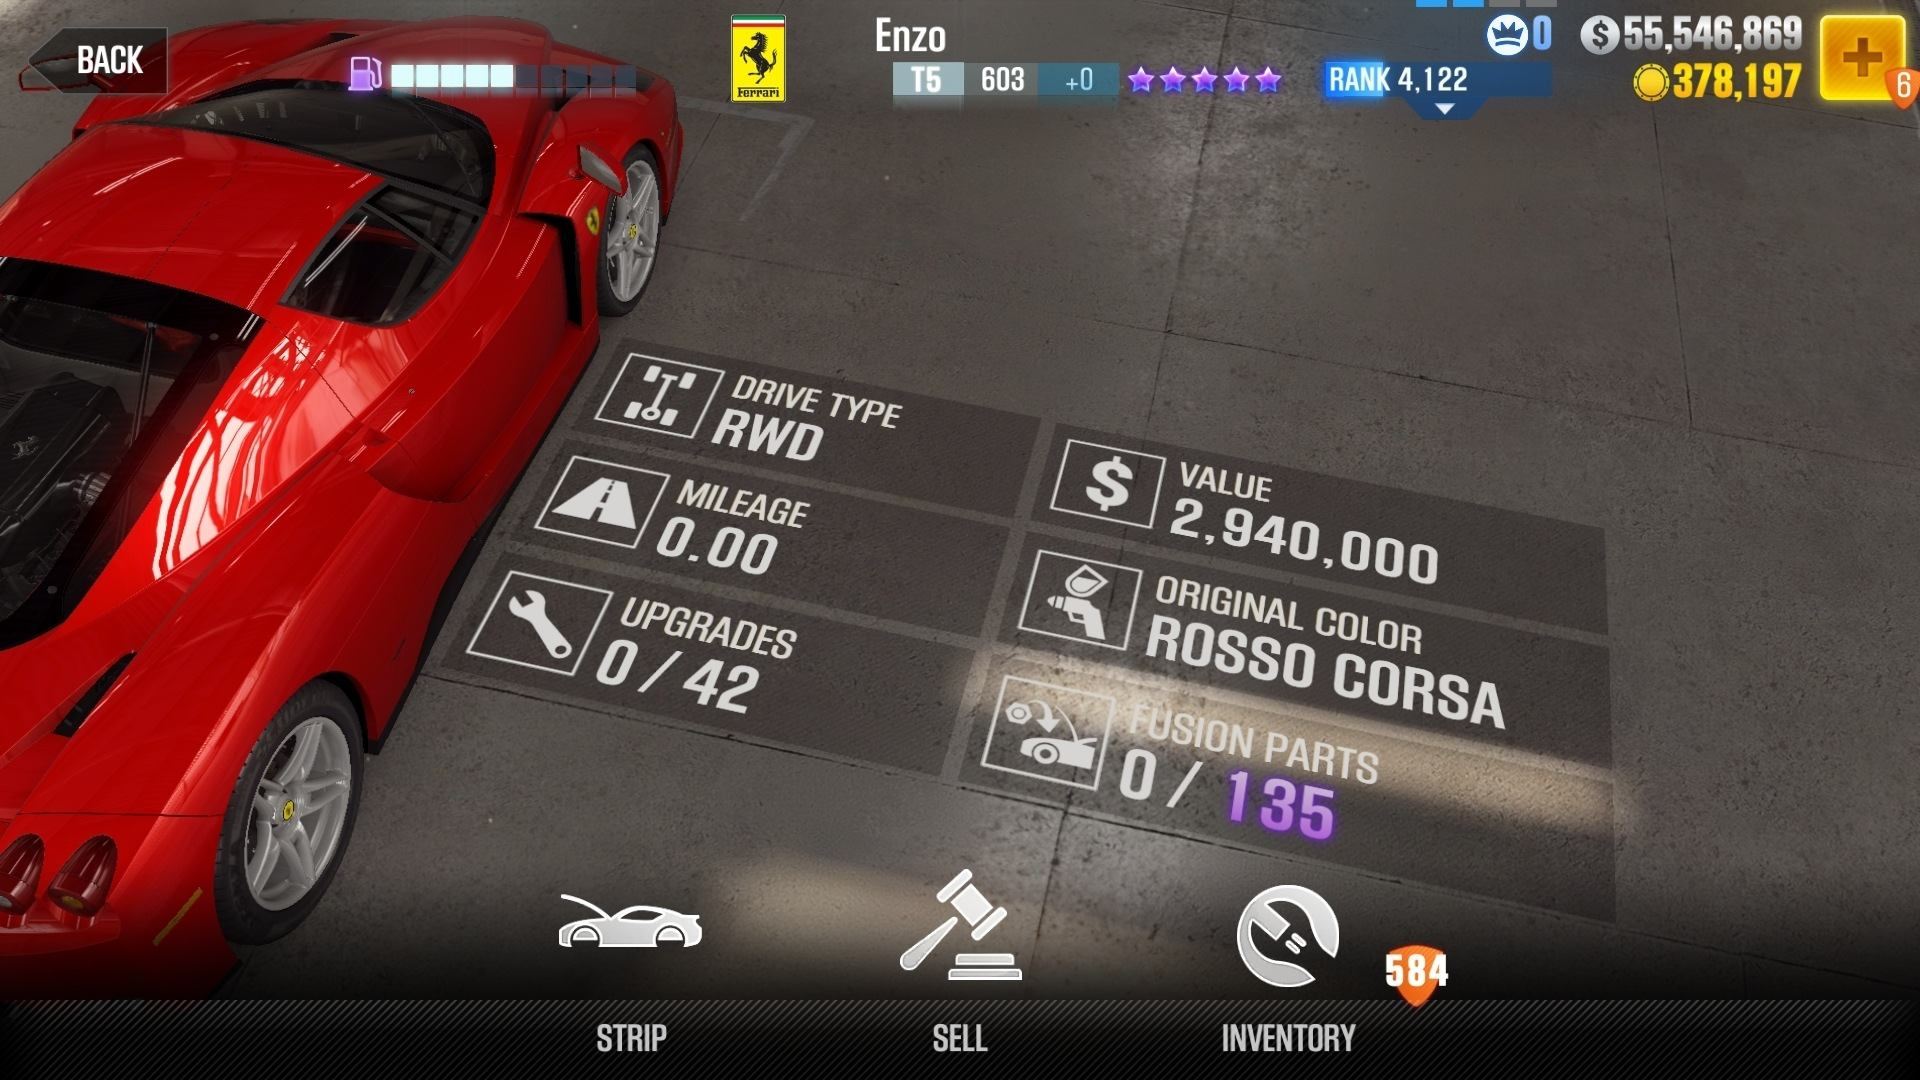 BACK
Ferrari
Enzo
T5 603 +0
RANK 4,122
0
$ 55,546,869
378,197
6
DRIVE TYPE
RWD
MILEAGE
0.00
UPGRADES
0 / 42
$ VALUE
2,940,000
ORIGINAL COLOR
ROSSO CORSA
FUSION PARTS
0 / 135
584
STRIP
SELL
INVENTORY